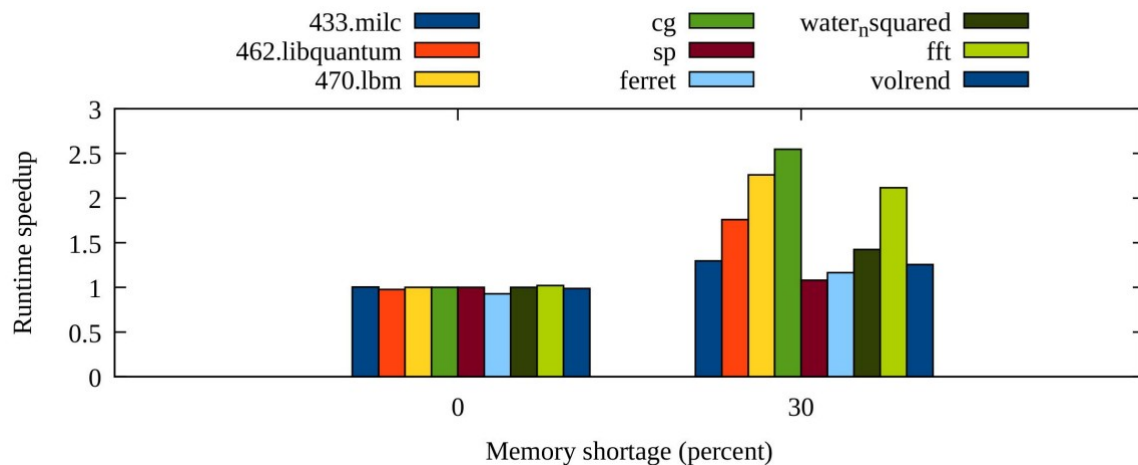 433.milc
462.libquantum
470.lbm
cg
sp
ferret
waternsquared
fft
volrend
3
2.5
2
1.5
1
0.5
0
Runtime speedup
0
30
Memory shortage (percent)